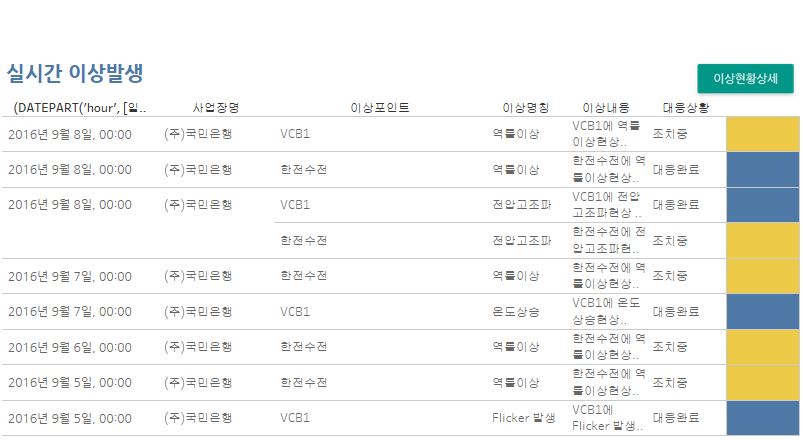 실시간 이상발생
이상현황상세
(DATEPART('hour', [일.. 사업장명 이상포인트 이상명칭 이상내용 대응상황
2016년 9월 8일, 00:00 (주)국민은행 VCB1 역률이상 VCB1에 역률 이상현상.. 조치중
2016년 9월 8일, 00:00 (주)국민은행 한전수전 역률이상 한전수전에 역률이상현상.. 대응완료
2016년 9월 8일, 00:00 (주)국민은행 VCB1 전압고조파 VCB1에 전압고조파현상 .. 대응완료
한전수전 전압고조파 한전수전에 전압고조파현.. 조치중
2016년 9월 7일, 00:00 (주)국민은행 한전수전 역률이상 한전수전에 역률이상현상.. 조치중
2016년 9월 7일, 00:00 (주)국민은행 VCB1 온도상승 VCB1에 온도상승현상.. 대응완료
2016년 9월 6일, 00:00 (주)국민은행 한전수전 역률이상 한전수전에 역률이상현상.. 조치중
2016년 9월 5일, 00:00 (주)국민은행 한전수전 역률이상 한전수전에 역률이상현상.. 조치중
2016년 9월 5일, 00:00 (주)국민은행 VCB1 Flicker 발생 VCB1에 Flicker 발생.. 대응완료